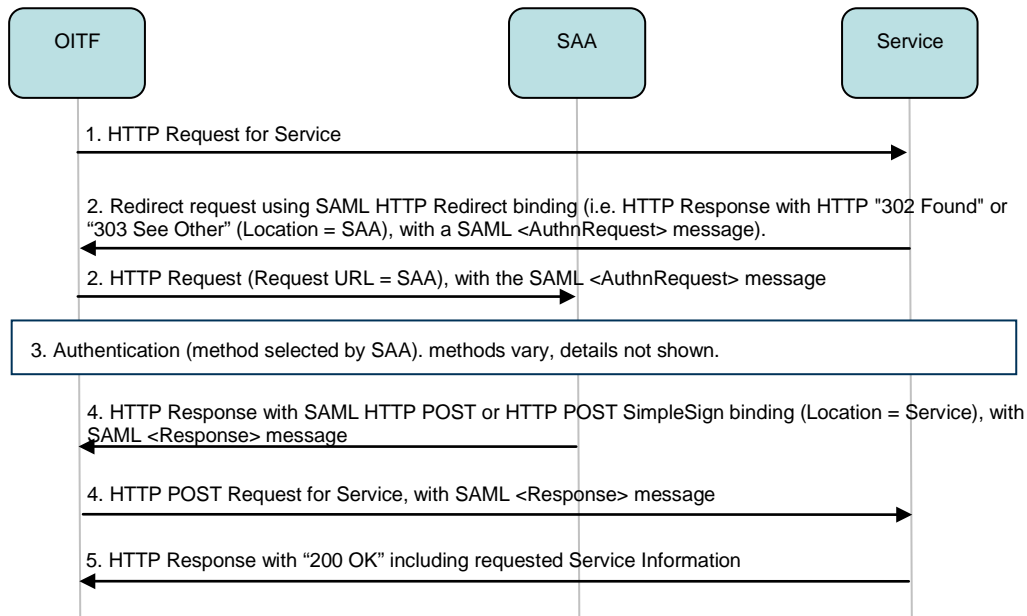 OITF
SAA
Service
1. HTTP Request for Service
2. Redirect request using SAML HTTP Redirect binding (i.e. HTTP Response with HTTP "302 Found" or
“303 See Other” (Location = SAA), with a SAML <AuthnRequest> message).
2. HTTP Request (Request URL = SAA), with the SAML <AuthnRequest> message
3. Authentication (method selected by SAA). methods vary, details not shown.
4. HTTP Response with SAML HTTP POST or HTTP POST SimpleSign binding (Location = Service), with
SAML <Response> message
4. HTTP POST Request for Service, with SAML <Response> message
5. HTTP Response with “200 OK” including requested Service Information